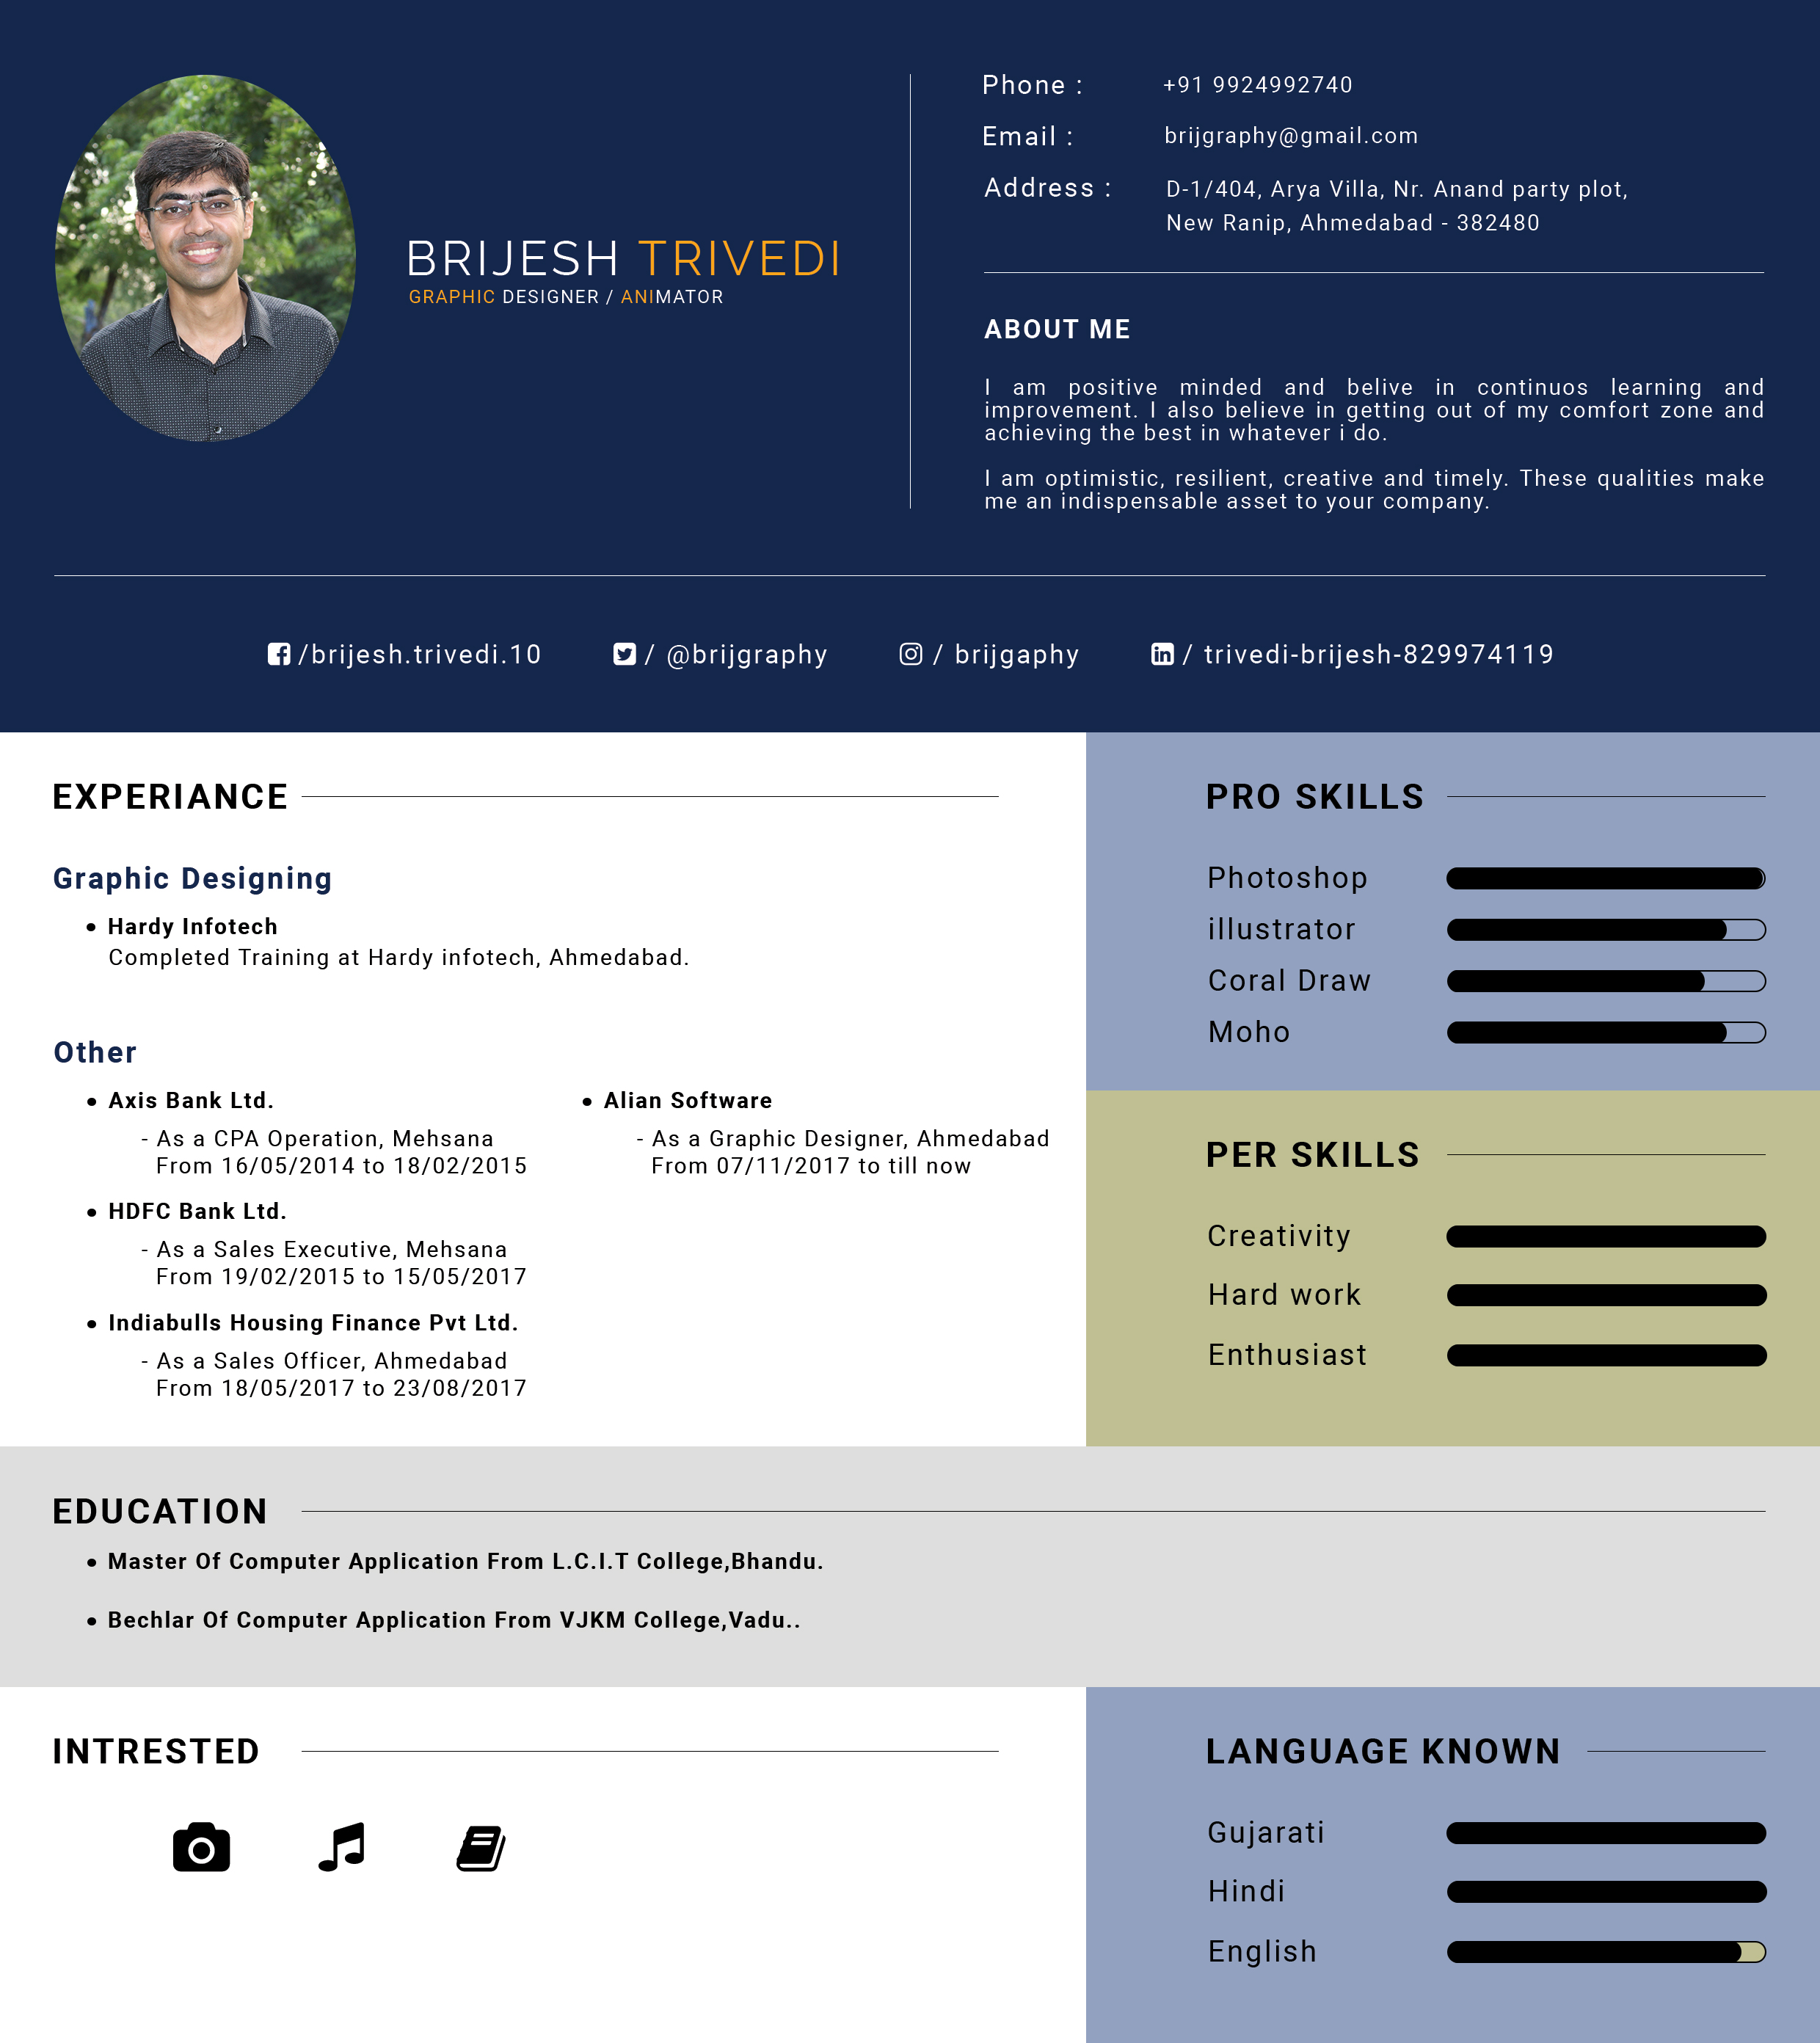 BRIJESH TRIVEDI
GRAPHIC DESIGNER / ANIMATOR
Phone : +91 9924992740
Email : brijgraphy@gmail.com
Address : D-1/404, Arya Villa, Nr. Anand party plot,
New Ranip, Ahmedabad - 382480
ABOUT ME
I am positive minded and belive in continuos learning and
improvement. I also believe in getting out of my comfort zone and
achieving the best in whatever i do.
I am optimistic, resilient, creative and timely. These qualities make
me an indispensable asset to your company.
/brijesh.trivedi.10
/ @brijgraphy
/ brijgaphy
/ trivedi-brijesh-829974119
EXPERIANCE
Graphic Designing
• Hardy Infotech
Completed Training at Hardy infotech, Ahmedabad.
Other
• Axis Bank Ltd.
- As a CPA Operation, Mehsana
From 16/05/2014 to 18/02/2015
• HDFC Bank Ltd.
- As a Sales Executive, Mehsana
From 19/02/2015 to 15/05/2017
• Indiabulls Housing Finance Pvt Ltd.
- As a Sales Officer, Ahmedabad
From 18/05/2017 to 23/08/2017
• Alian Software
- As a Graphic Designer, Ahmedabad
From 07/11/2017 to till now
PRO SKILLS
Photoshop
illustrator
Coral Draw
Moho
PER SKILLS
Creativity
Hard work
Enthusiast
EDUCATION
• Master Of Computer Application From L.C.I.T College,Bhandu.
• Bechlar Of Computer Application From VJKM College,Vadu..
INTRESTED
LANGUAGE KNOWN
Gujarati
Hindi
English